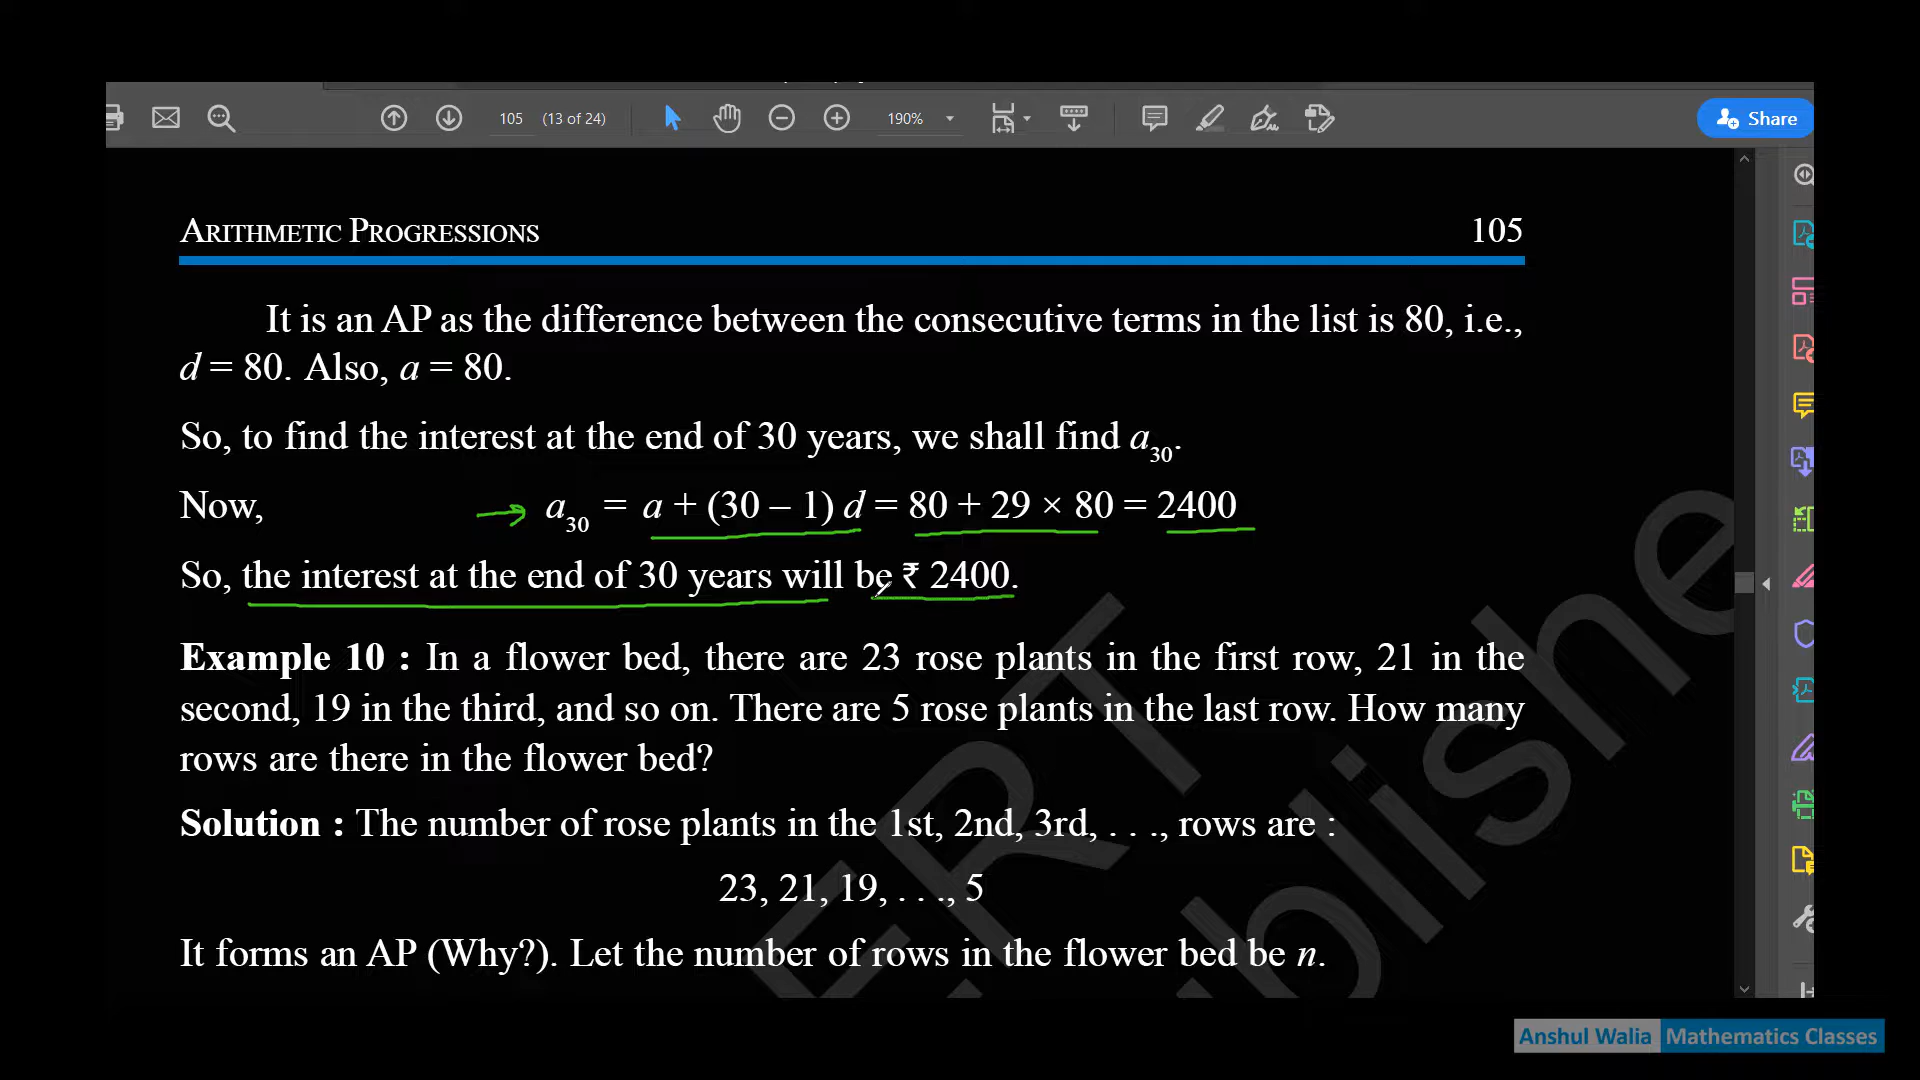 105 (13 of 24) 190% Share
ARITHMETIC PROGRESSIONS 105
It is an AP as the difference between the consecutive terms in the list is 80, i.e.,
d = 80. Also, a = 80.
So, to find the interest at the end of 30 years, we shall find a₃₀.
Now, a₃₀ = a + (30 – 1) d = 80 + 29 × 80 = 2400
So, the interest at the end of 30 years will be ₹ 2400.
Example 10 : In a flower bed, there are 23 rose plants in the first row, 21 in the
second, 19 in the third, and so on. There are 5 rose plants in the last row. How many
rows are there in the flower bed?
Solution : The number of rose plants in the 1st, 2nd, 3rd, . . ., rows are :
23, 21, 19, . . ., 5
It forms an AP (Why?). Let the number of rows in the flower bed be n.
ERT
blishe
Anshul Walia Mathematics Classes